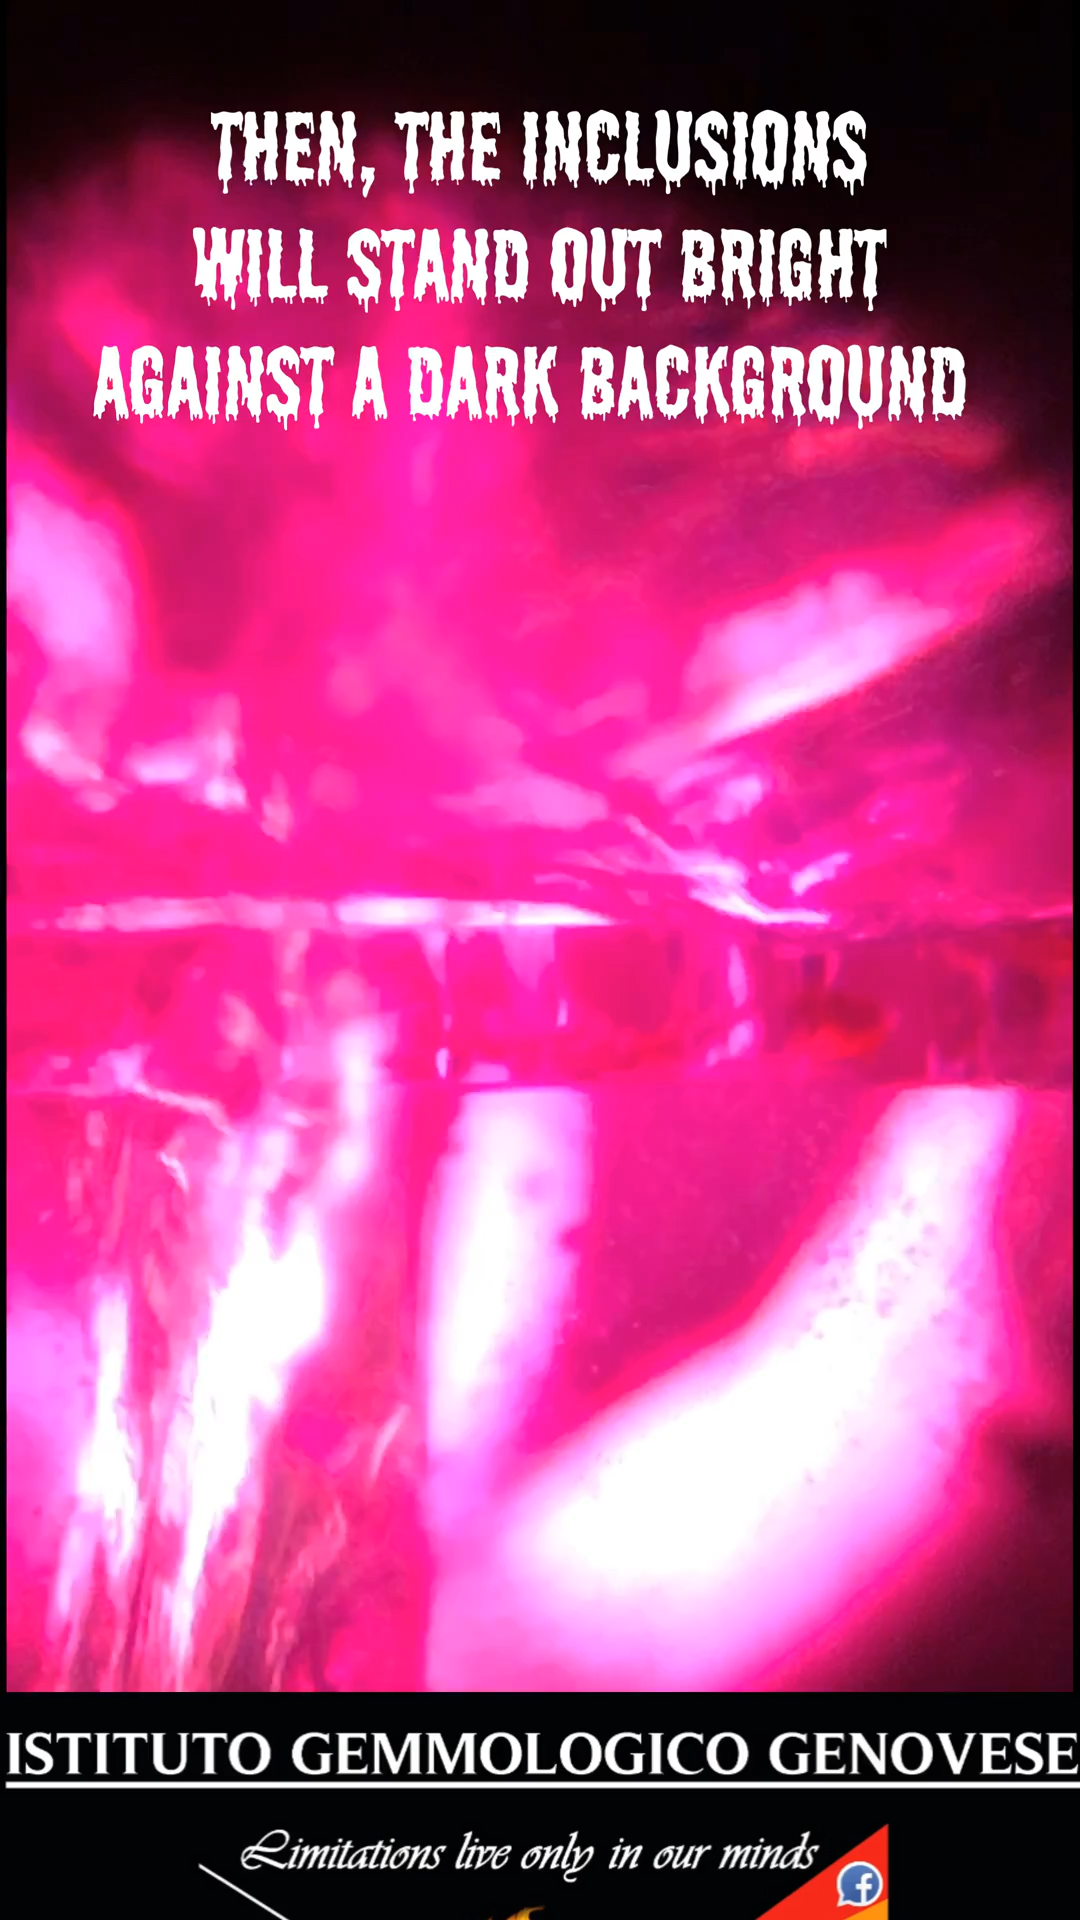 THEN, THE INCLUSIONS
WILL STAND OUT BRIGHT
AGAINST A DARK BACKGROUND
ISTITUTO GEMMOLOGICO GENOVESE
Limitations live only in our minds